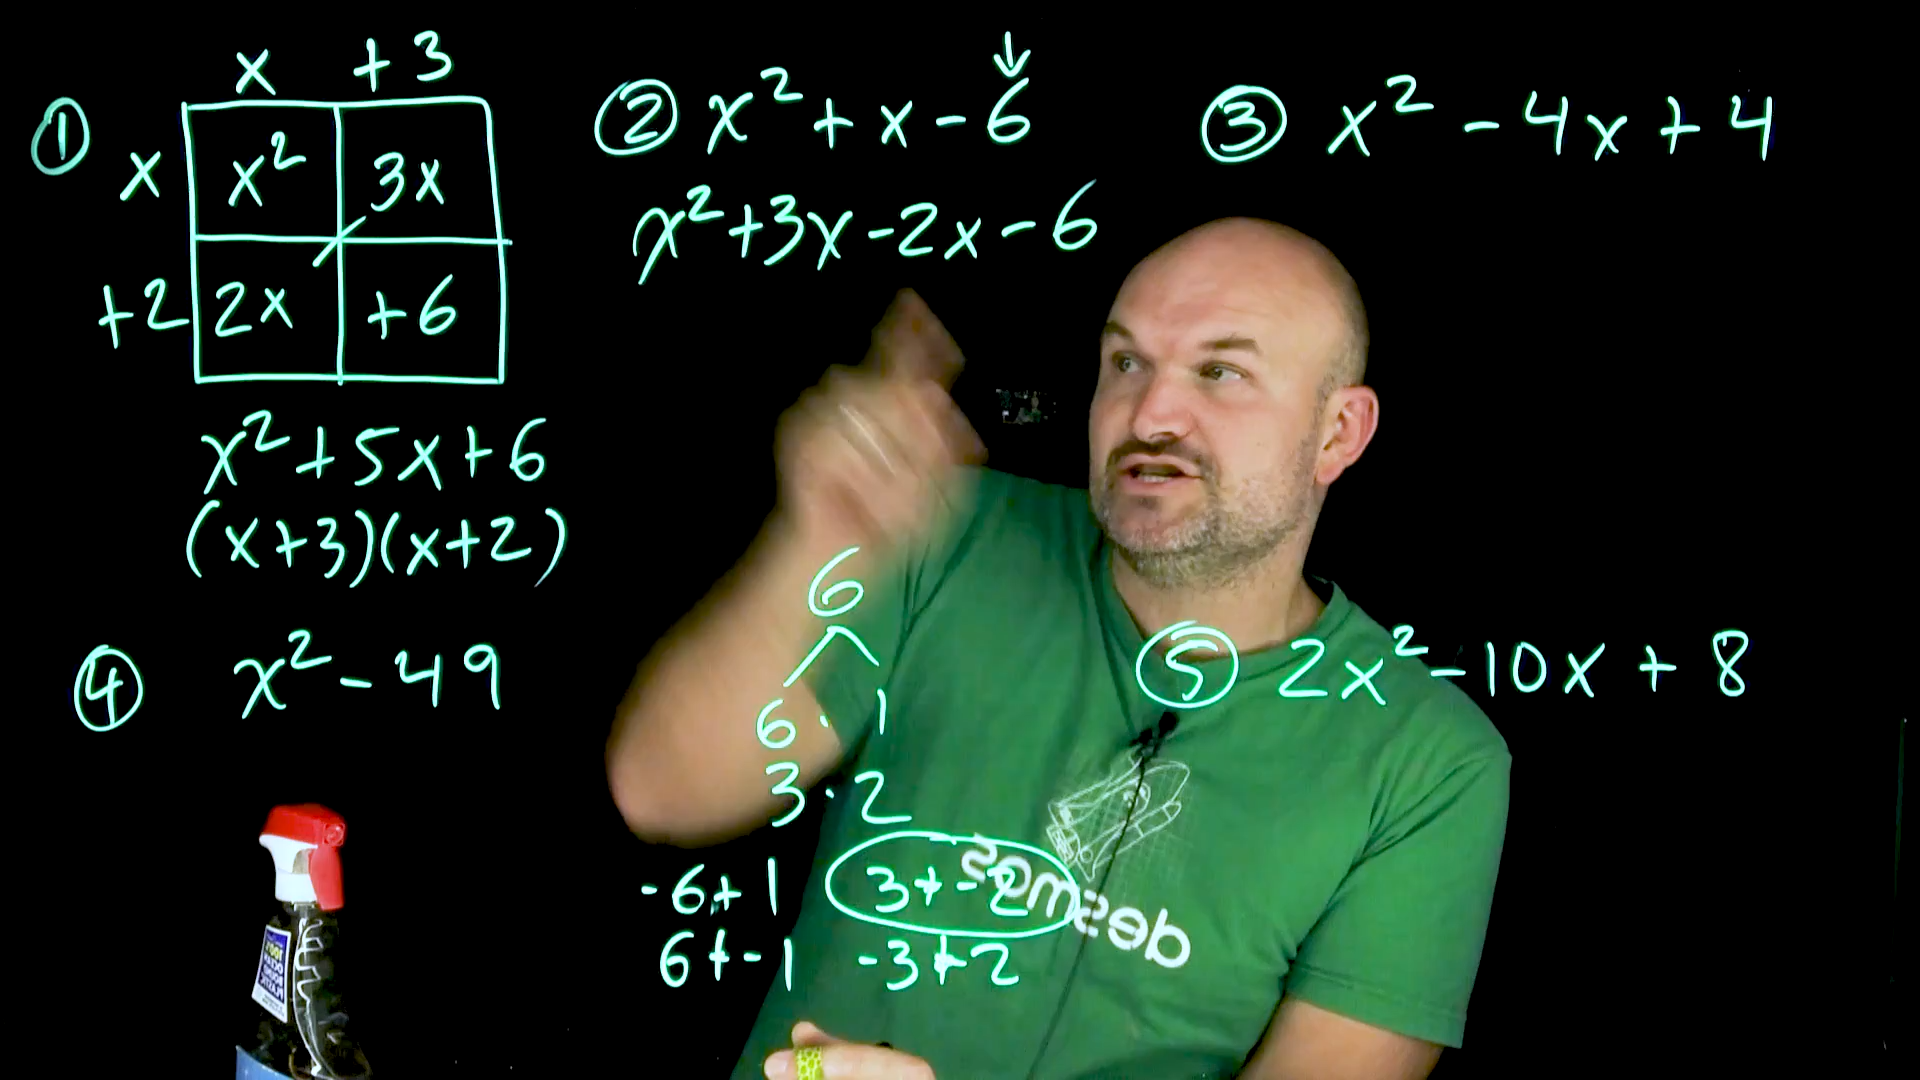 ① x + 3
x x² 3x
+2 2x +6
x² + 5x + 6
(x+3)(x+2)
② x² + x - 6
x² + 3x - 2x - 6
6
6 · 1
3 · 2
-6 + 1 3 + -2
6 + -1 -3 + 2
③ x² - 4x + 4
④ x² - 49
⑤ 2x² - 10x + 8
desmos